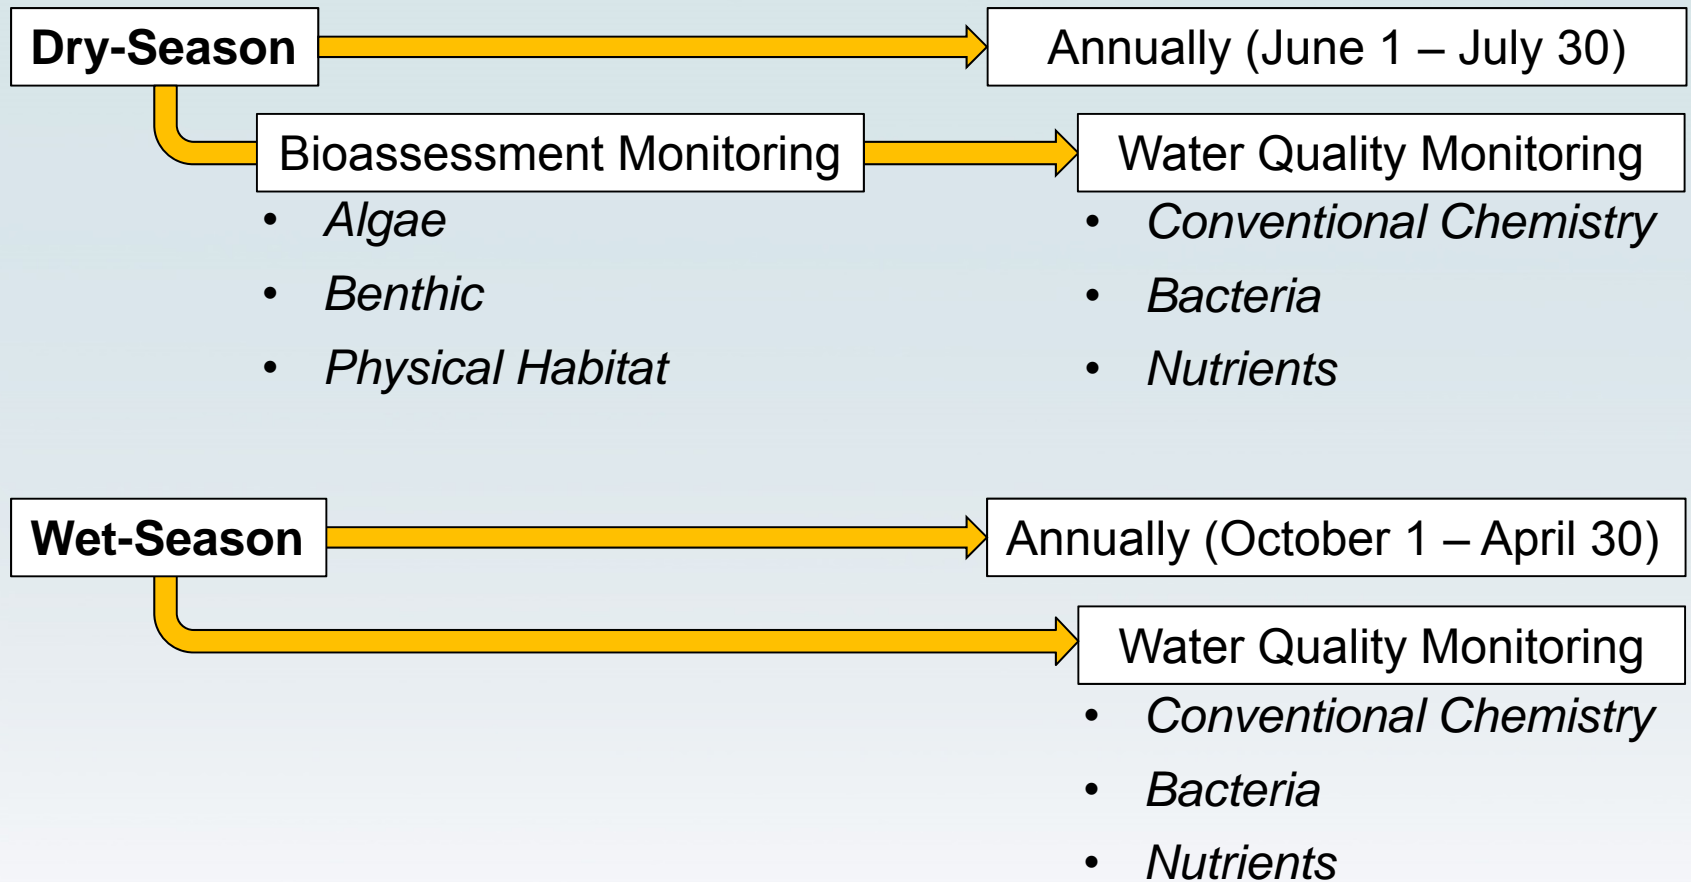 Dry-Season
Annually (June 1 – July 30)
Bioassessment Monitoring
• Algae
• Benthic
• Physical Habitat
Water Quality Monitoring
• Conventional Chemistry
• Bacteria
• Nutrients
Wet-Season
Annually (October 1 – April 30)
Water Quality Monitoring
• Conventional Chemistry
• Bacteria
• Nutrients